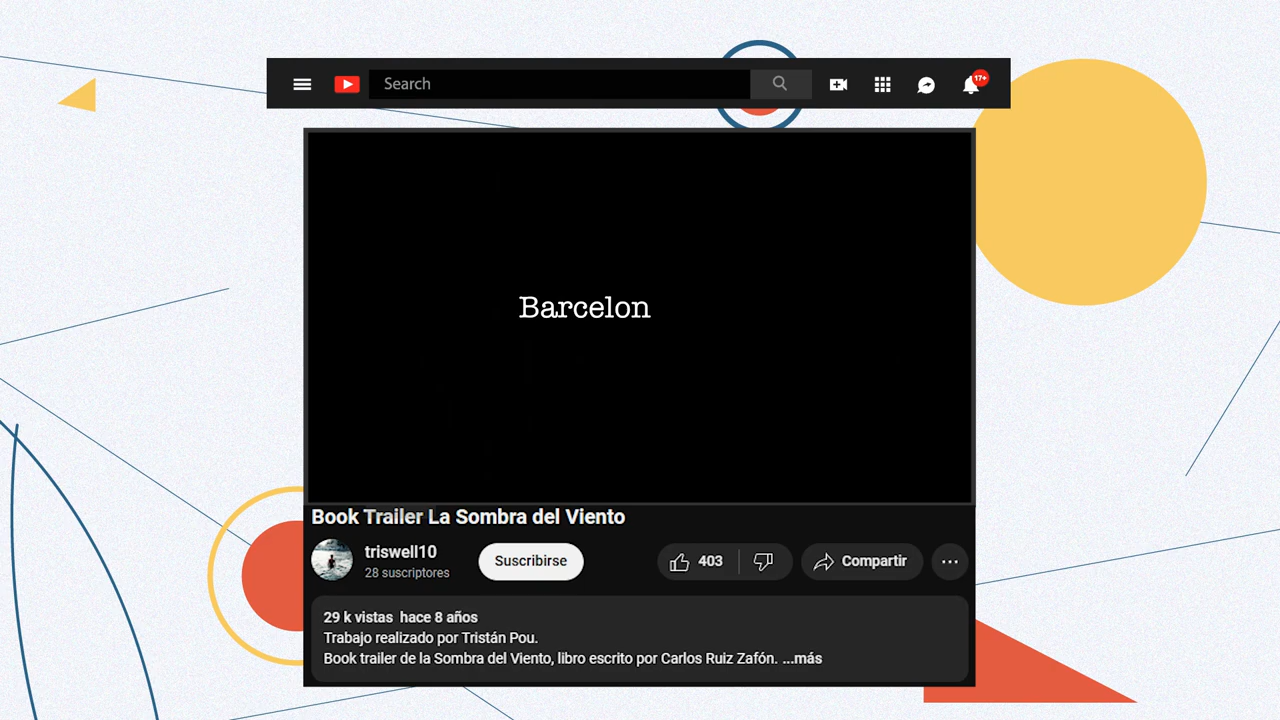 Search
17+
Barcelon
Book Trailer La Sombra del Viento
triswell10
28 suscriptores
Suscribirse
403
Compartir
29 k vistas hace 8 años
Trabajo realizado por Tristán Pou.
Book trailer de la Sombra del Viento, libro escrito por Carlos Ruiz Zafón. ...más